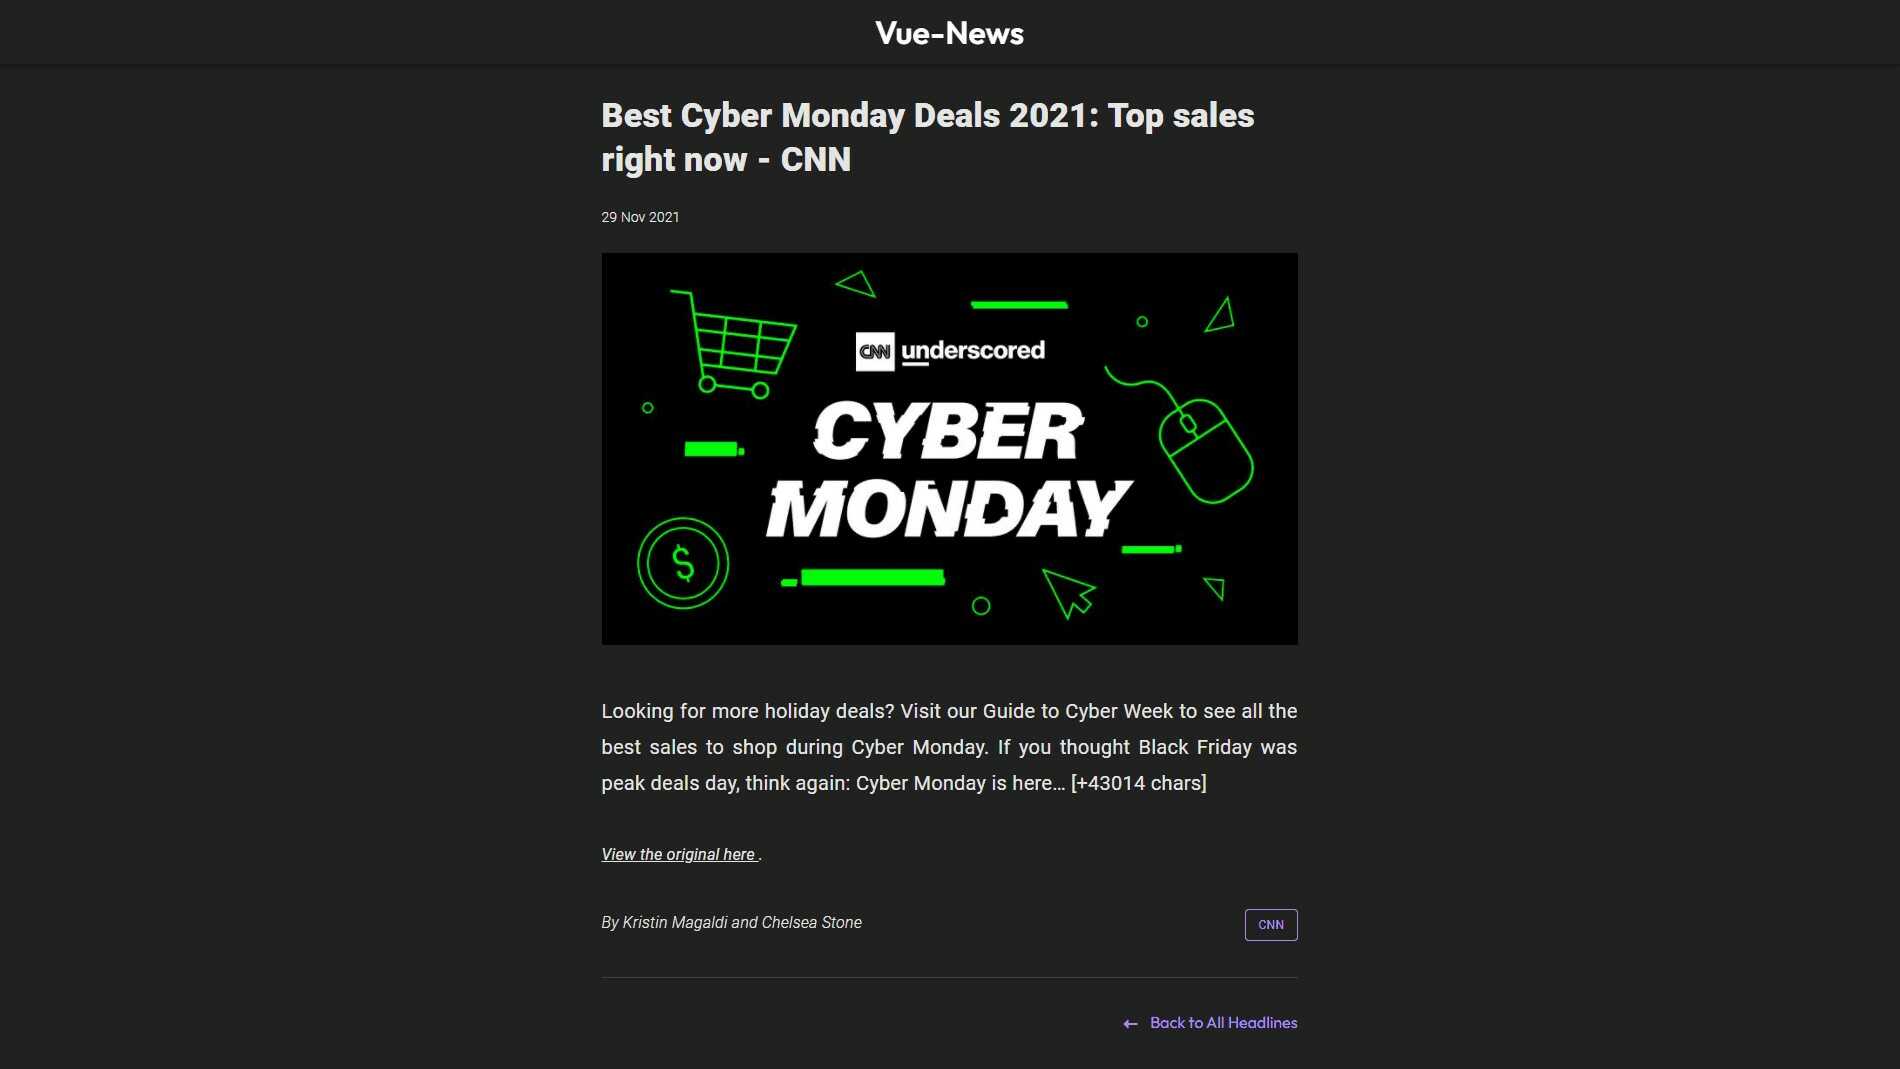 Vue-News
Best Cyber Monday Deals 2021: Top sales
right now - CNN
29 Nov 2021
CNN underscored
CYBER
MONDAY
$
Looking for more holiday deals? Visit our Guide to Cyber Week to see all the
best sales to shop during Cyber Monday. If you thought Black Friday was
peak deals day, think again: Cyber Monday is here… [+43014 chars]
View the original here .
By Kristin Magaldi and Chelsea Stone
CNN
← Back to All Headlines